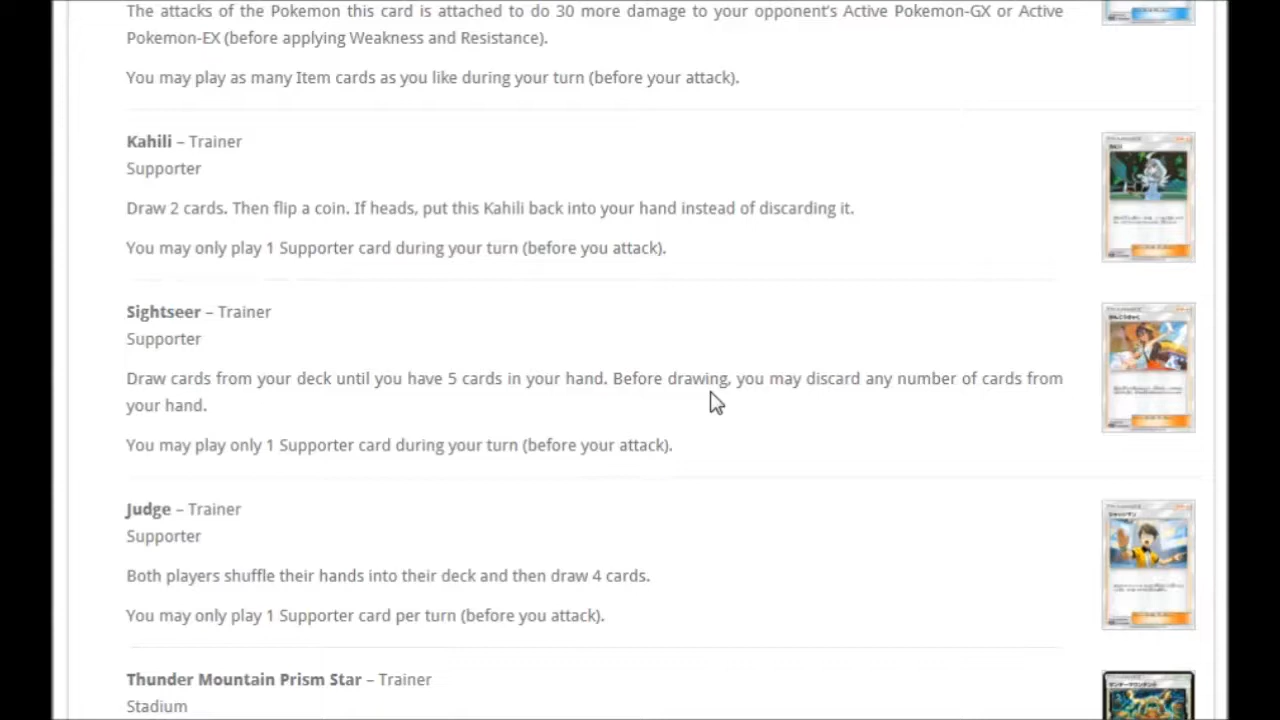 The attacks of the Pokemon this card is attached to do 30 more damage to your opponent's Active Pokemon-GX or Active
Pokemon-EX (before applying Weakness and Resistance).
You may play as many Item cards as you like during your turn (before your attack).
Kahili – Trainer
Supporter
Draw 2 cards. Then flip a coin. If heads, put this Kahili back into your hand instead of discarding it.
You may only play 1 Supporter card during your turn (before you attack).
Sightseer – Trainer
Supporter
Draw cards from your deck until you have 5 cards in your hand. Before drawing, you may discard any number of cards from
your hand.
You may play only 1 Supporter card during your turn (before your attack).
Judge – Trainer
Supporter
Both players shuffle their hands into their deck and then draw 4 cards.
You may only play 1 Supporter card per turn (before you attack).
Thunder Mountain Prism Star – Trainer
Stadium